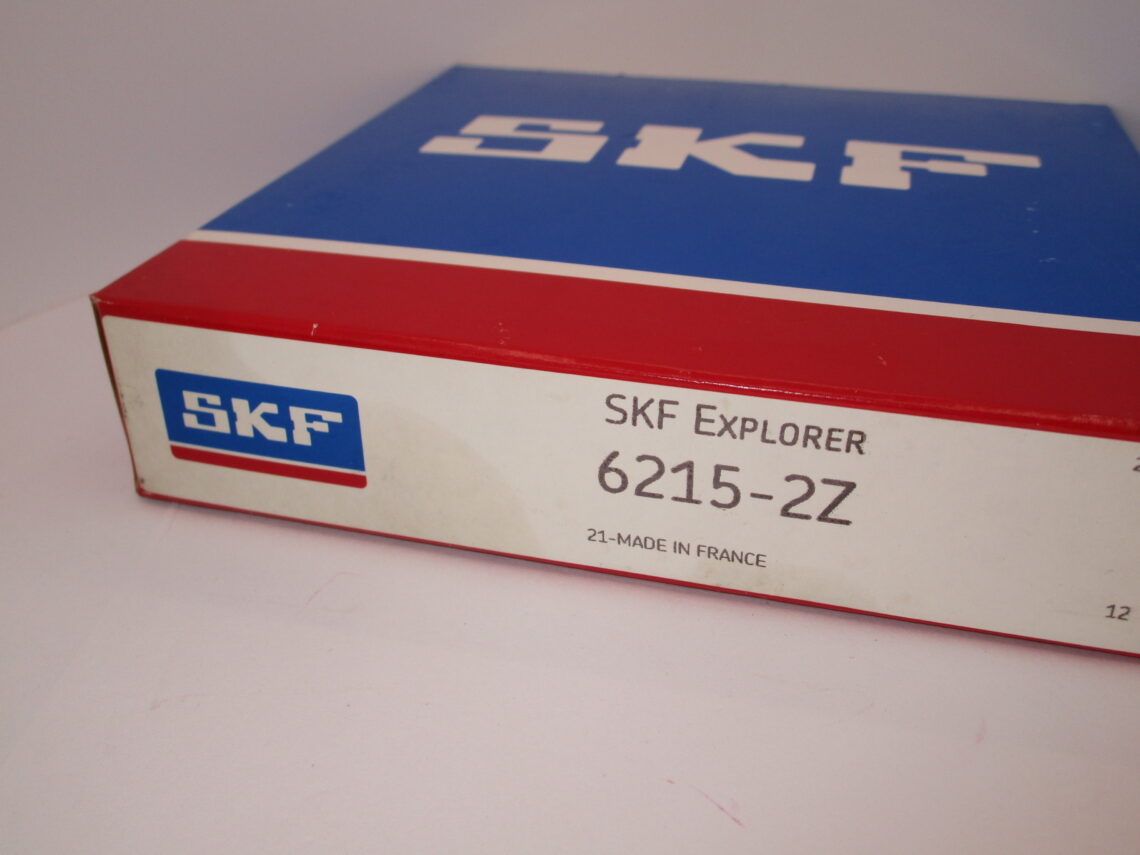 SKF
SKF
SKF EXPLORER
6215-2Z
21-MADE IN FRANCE
12